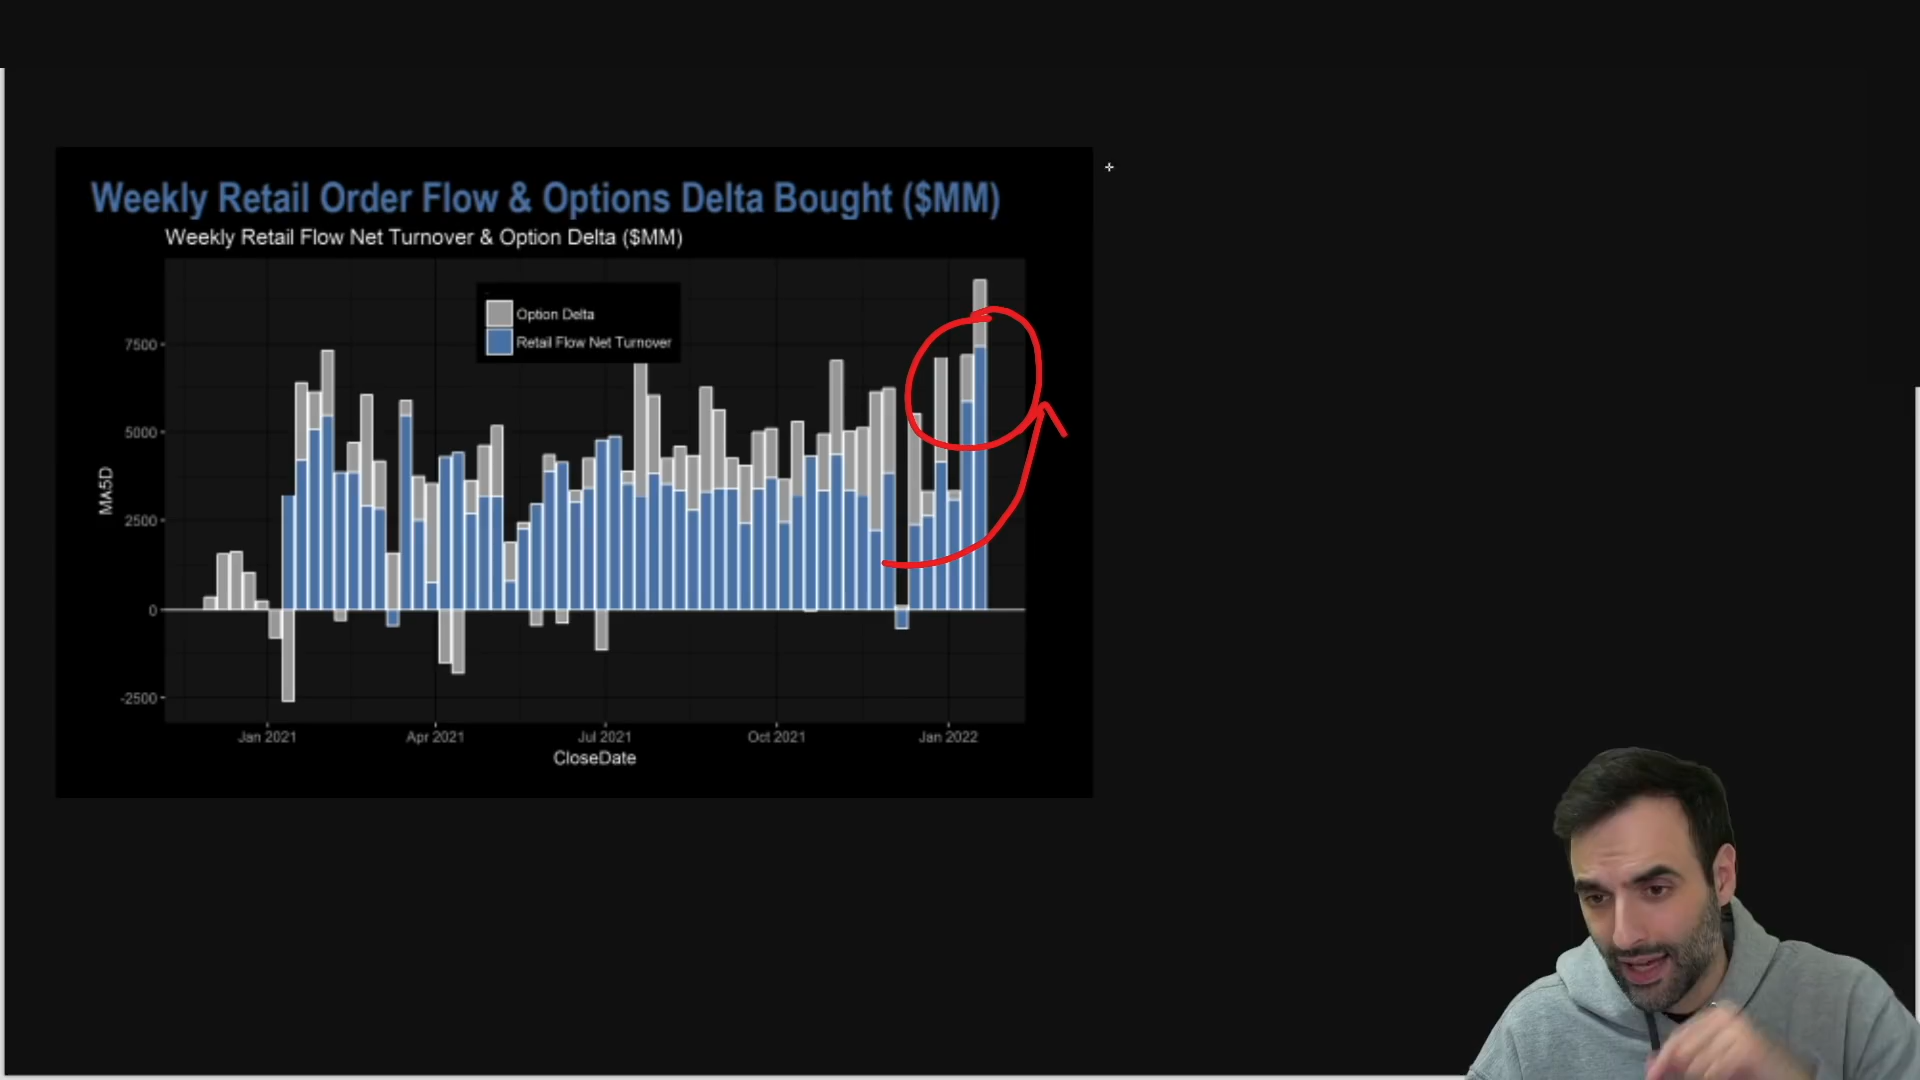 Weekly Retail Order Flow & Options Delta Bought ($MM)
Weekly Retail Flow Net Turnover & Option Delta ($MM)
Option Delta
Retail Flow Net Turnover
7500
5000
2500
0
-2500
MA5D
Jan 2021
Apr 2021
Jul 2021
Oct 2021
Jan 2022
CloseDate